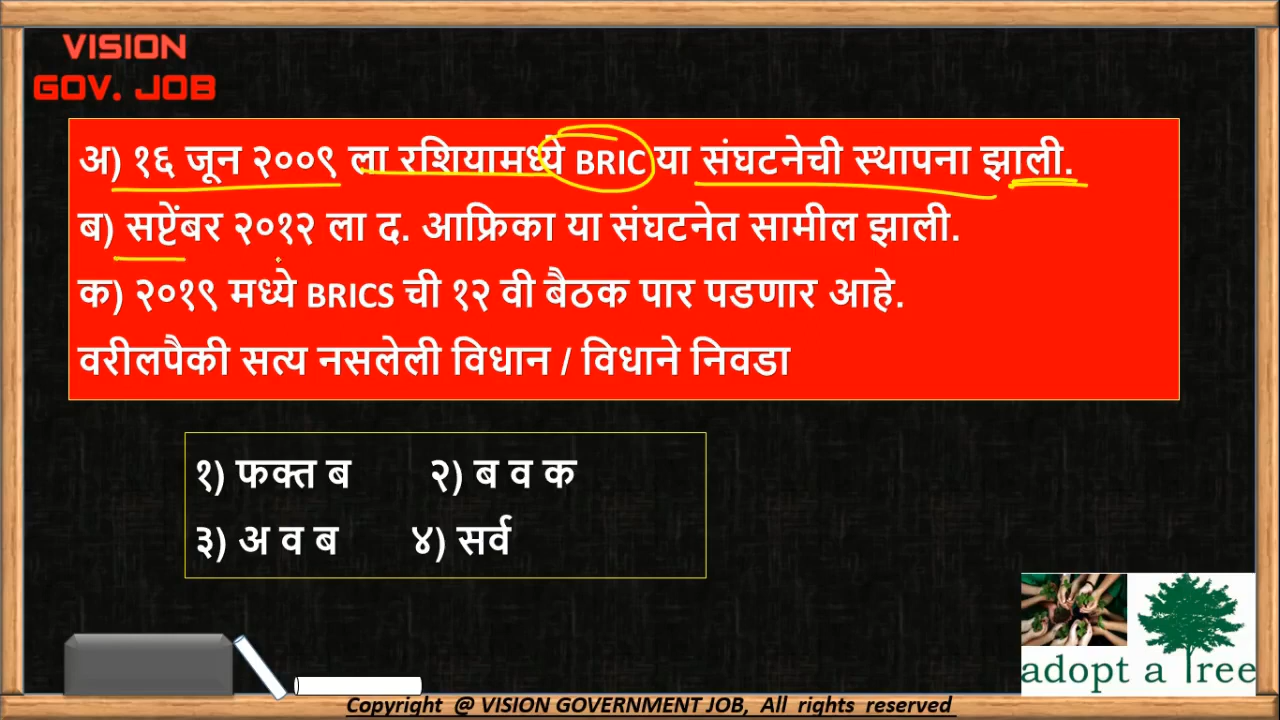 VISION
GOV. JOB
अ) १६ जून २००९ ला रशियामध्ये BRIC या संघटनेची स्थापना झाली.
ब) सप्टेंबर २०१२ ला द. आफ्रिका या संघटनेत सामील झाली.
क) २०१९ मध्ये BRICS ची १२ वी बैठक पार पडणार आहे.
वरीलपैकी सत्य नसलेली विधान / विधाने निवडा
१) फक्त ब २) ब व क
३) अ व ब ४) सर्व
adopt a Tree
Copyright @ VISION GOVERNMENT JOB, All rights reserved